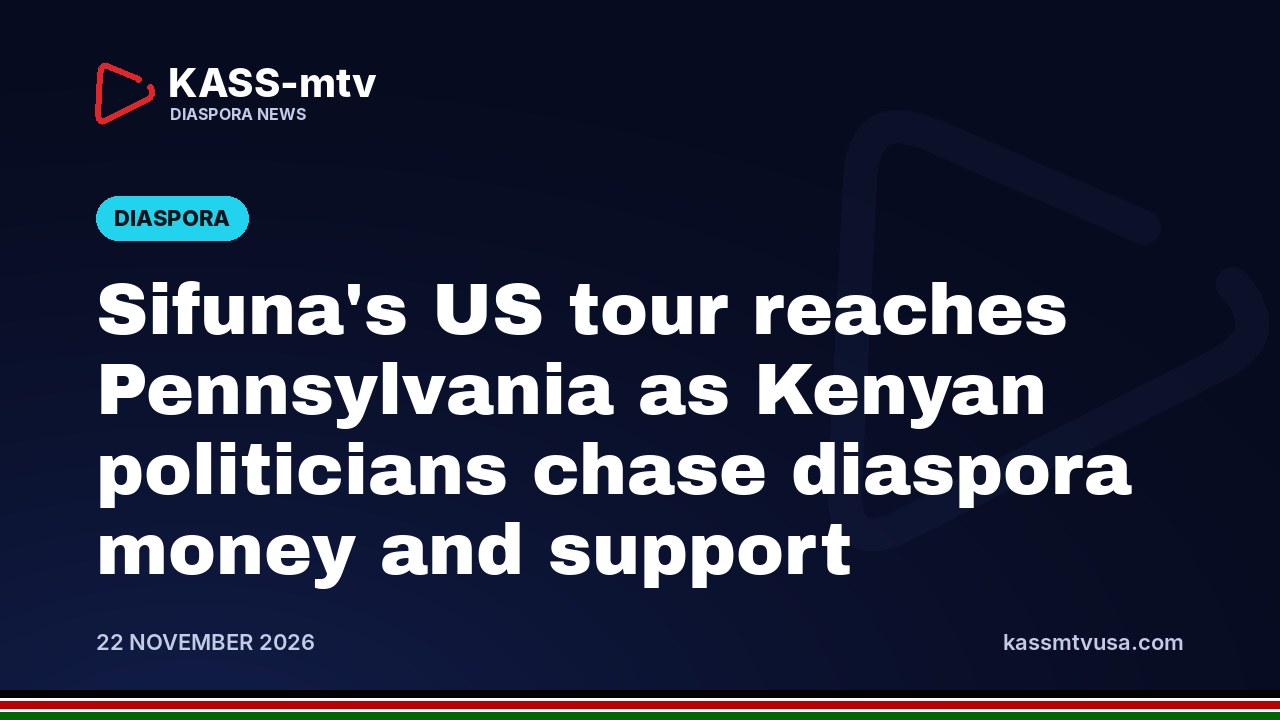 KASS-mtv
DIASPORA NEWS
DIASPORA
Sifuna's US tour reaches
Pennsylvania as Kenyan
politicians chase diaspora
money and support
22 NOVEMBER 2026
kassmtvusa.com